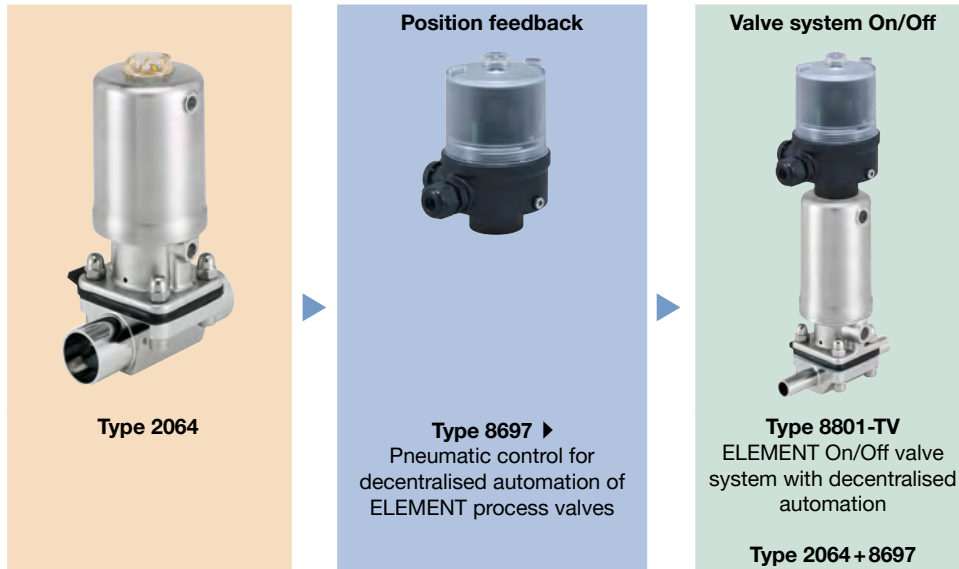 Position feedback
Valve system On/Off
Type 2064
Type 8697
Pneumatic control for
decentralised automation of
ELEMENT process valves
Type 8801-TV
ELEMENT On/Off valve
system with decentralised
automation
Type 2064 + 8697